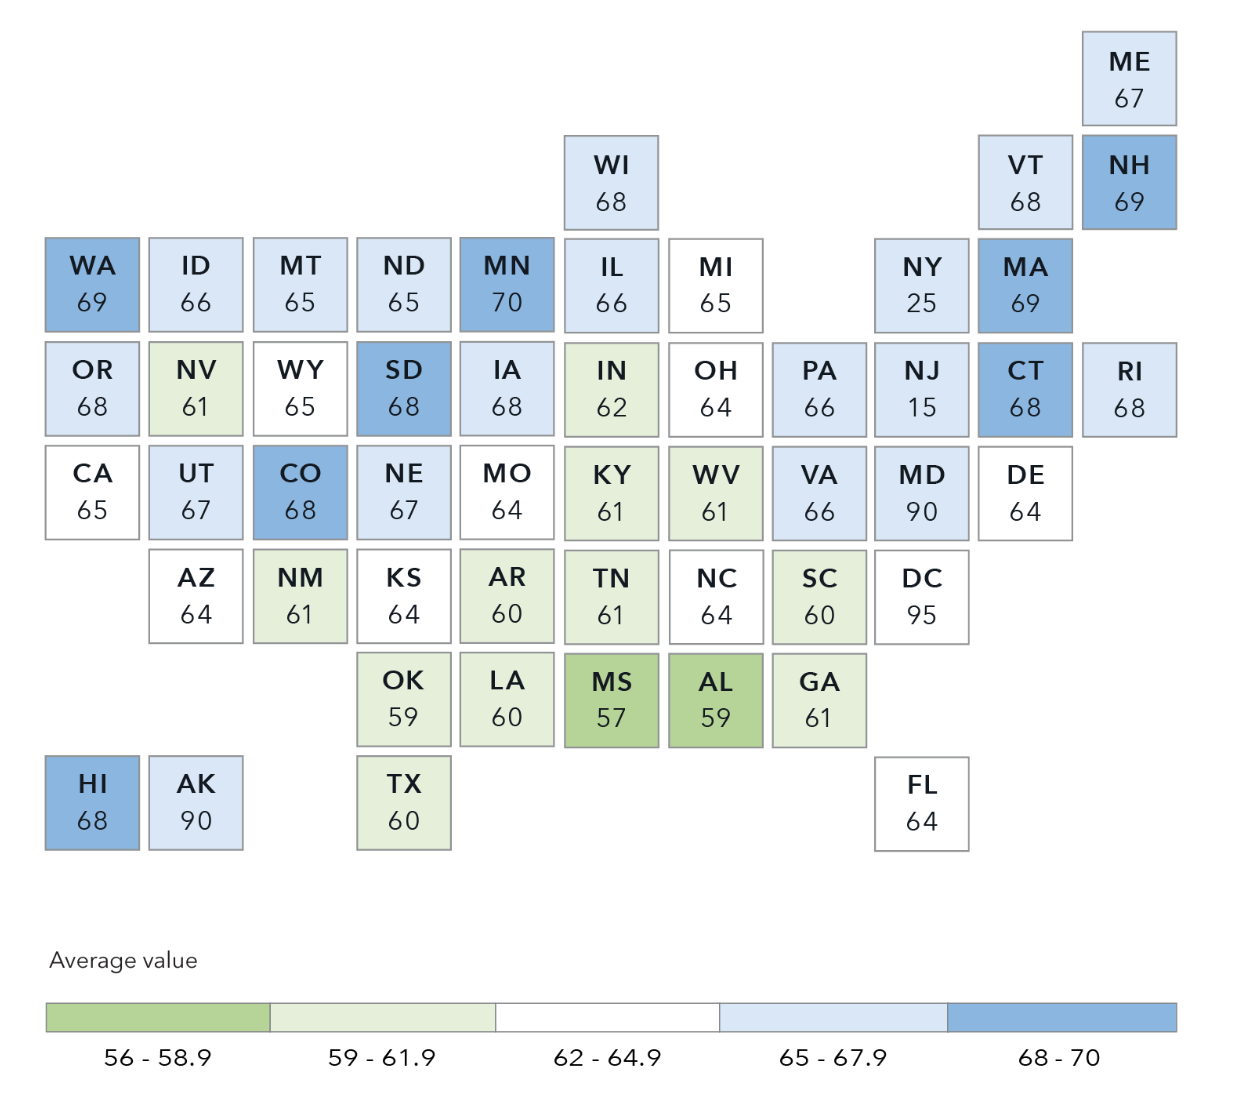 ME
67
WI
68
VT
68
NH
69
WA
69
ID
66
MT
65
ND
65
MN
70
IL
66
MI
65
NY
25
MA
69
OR
68
NV
61
WY
65
SD
68
IA
68
IN
62
OH
64
PA
66
NJ
15
CT
68
RI
68
CA
65
UT
67
CO
68
NE
67
MO
64
KY
61
WV
61
VA
66
MD
90
DE
64
AZ
64
NM
61
KS
64
AR
60
TN
61
NC
64
SC
60
DC
95
OK
59
LA
60
MS
57
AL
59
GA
61
HI
68
AK
90
TX
60
FL
64
Average value
56 - 58.9
59 - 61.9
62 - 64.9
65 - 67.9
68 - 70